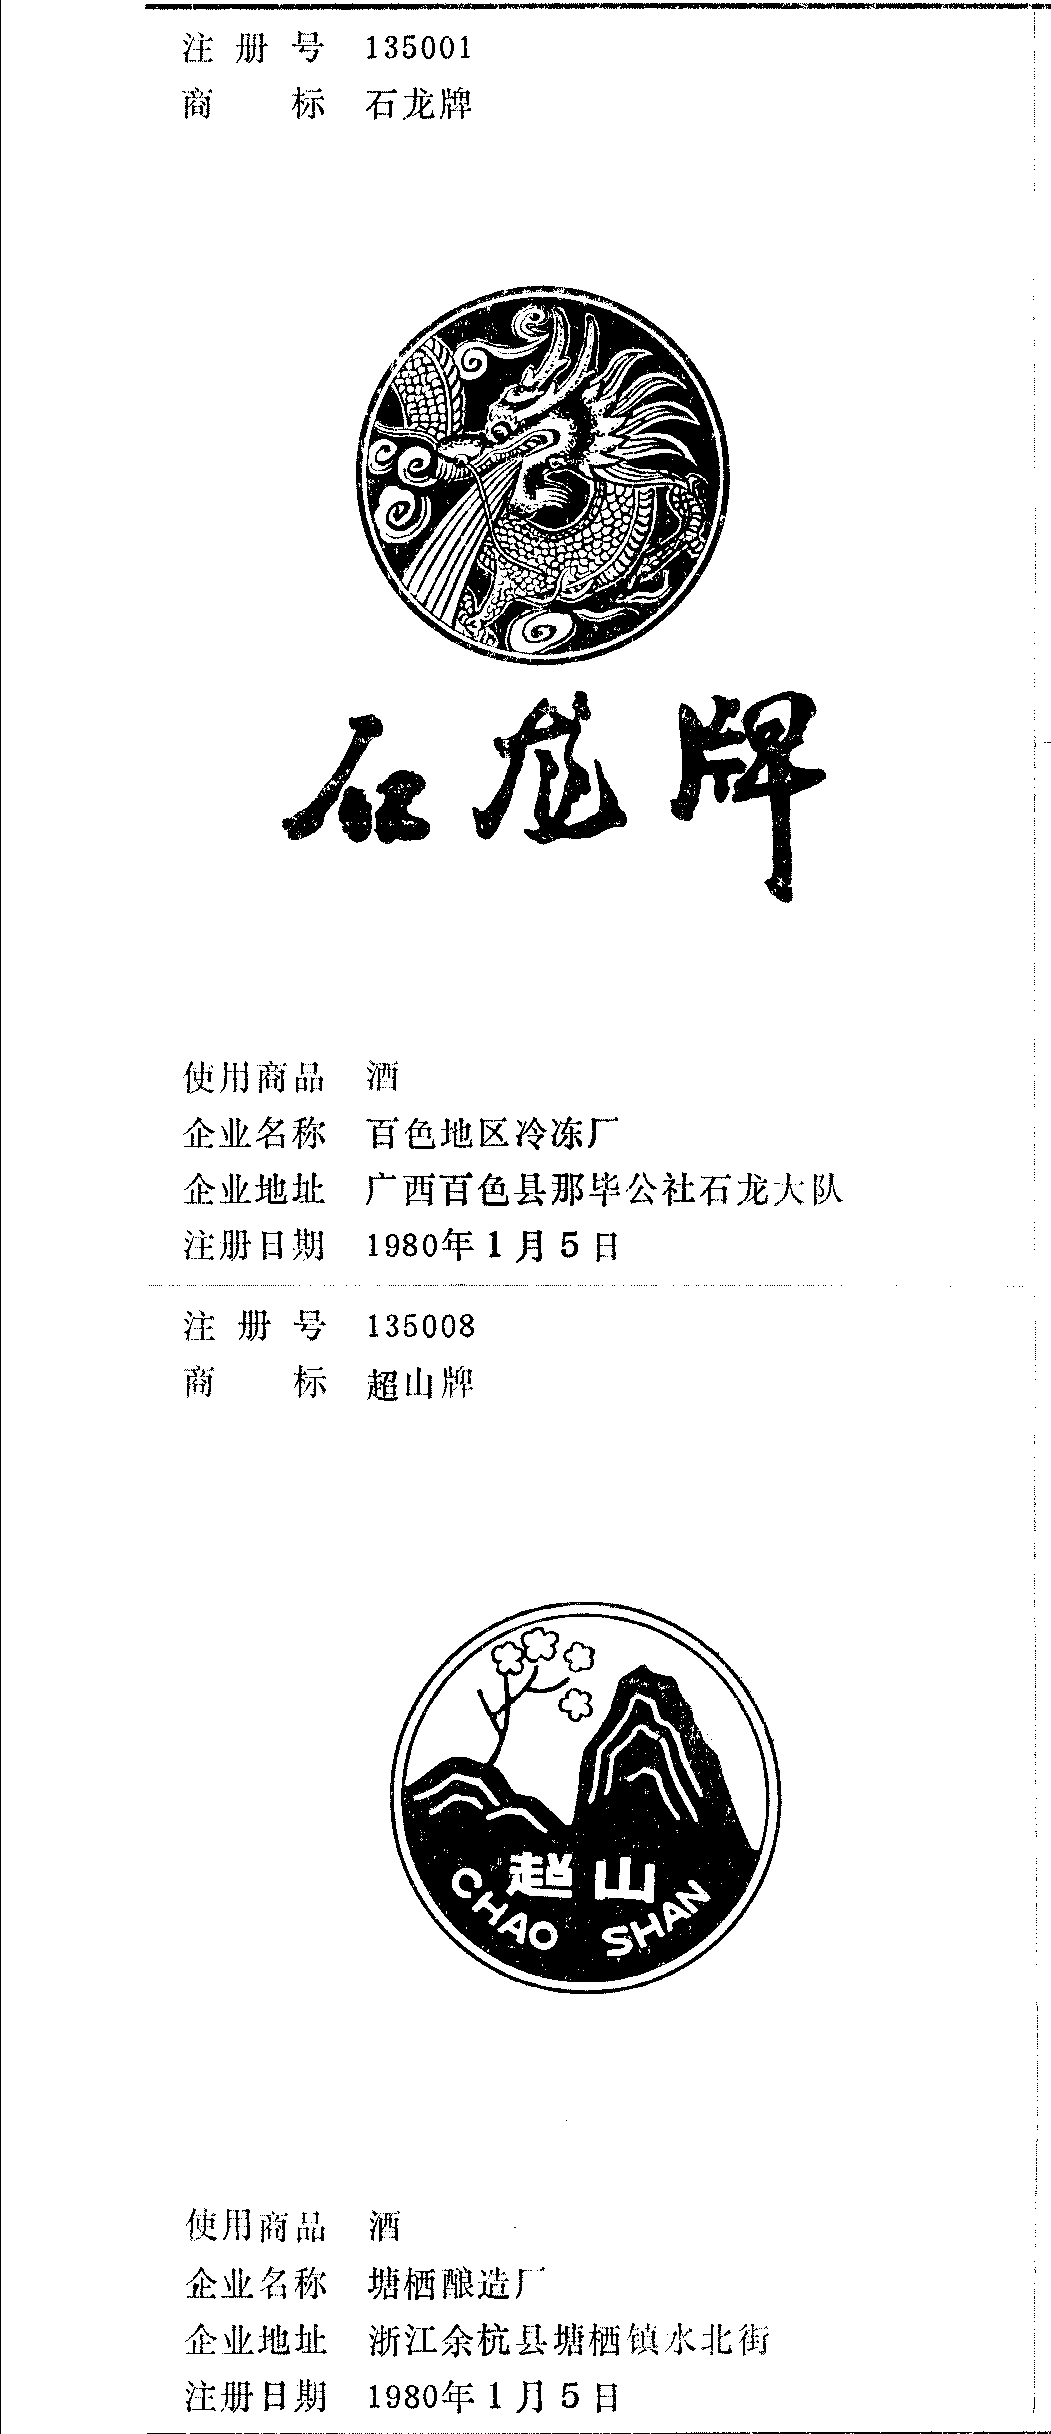 注册号 135001
商标 石龙牌
石龙牌
使用商品 酒
企业名称 百色地区冷冻厂
企业地址 广西百色县那毕公社石龙大队
注册日期 1980年1月5日
注册号 135008
商标 超山牌
超山
CHAO SHAN
使用商品 酒
企业名称 塘栖酿造厂
企业地址 浙江余杭县塘栖镇水北街
注册日期 1980年1月5日